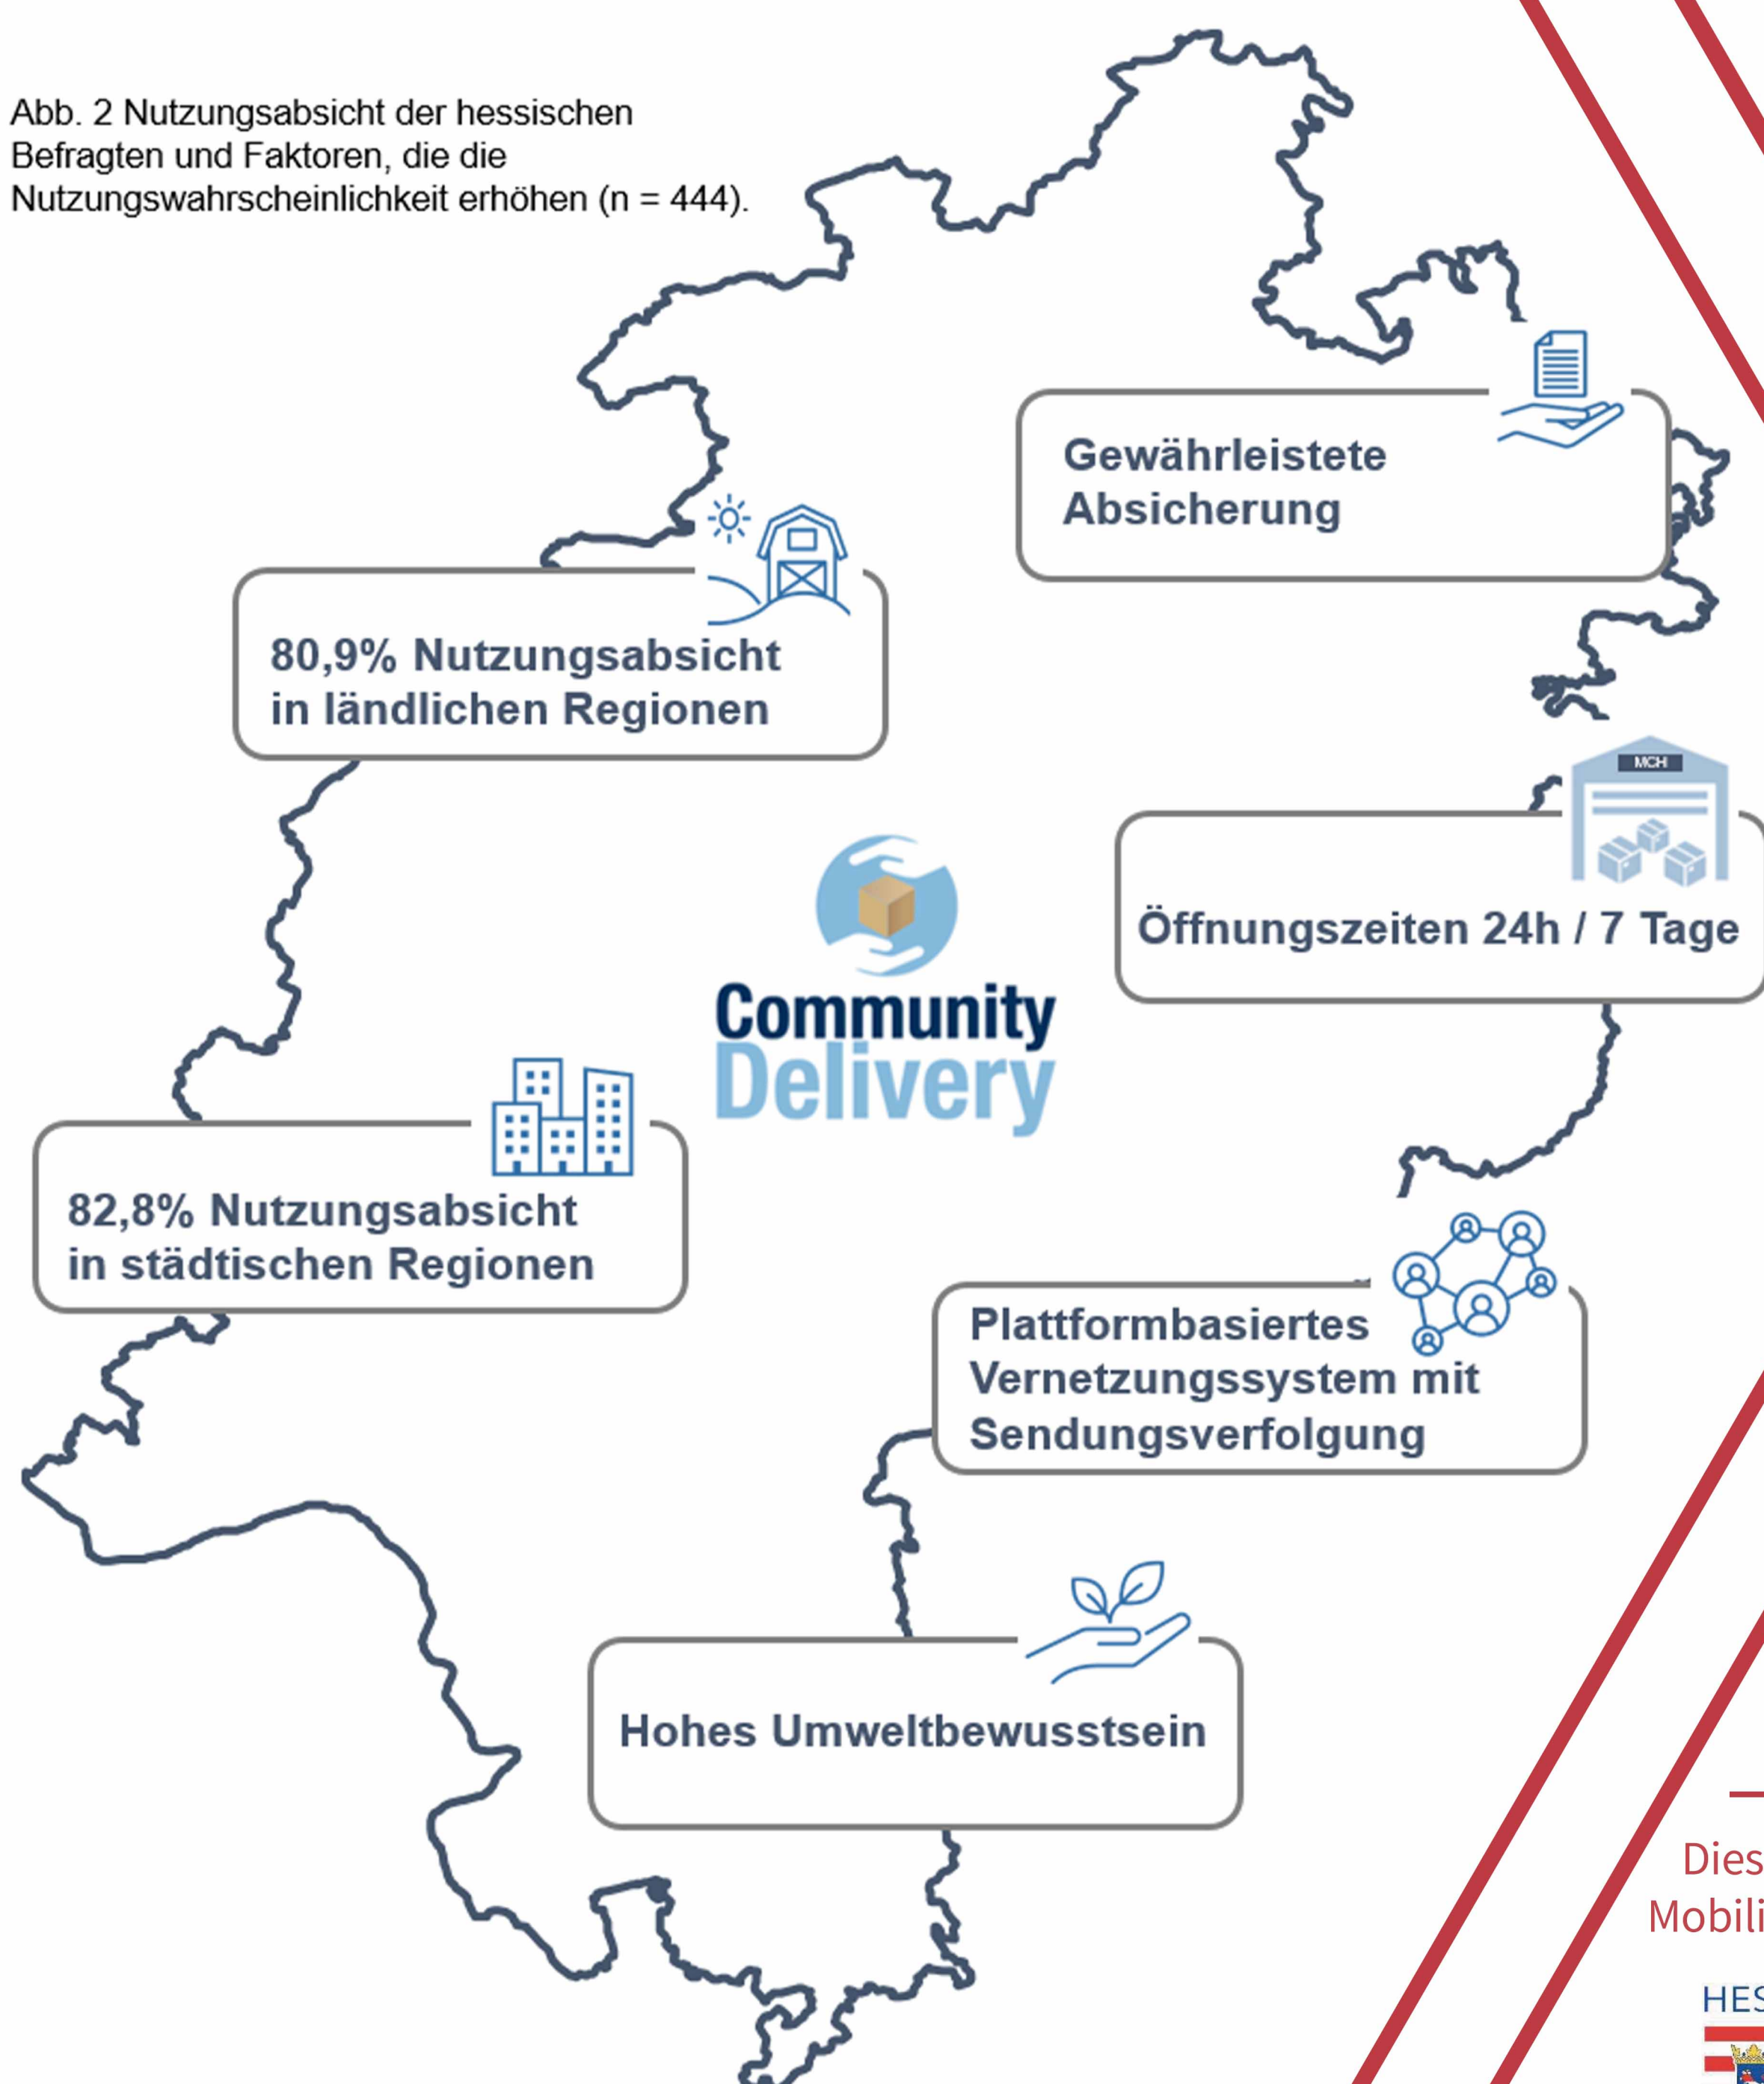 Abb. 2 Nutzungsabsicht der hessischen
Befragten und Faktoren, die die
Nutzungswahrscheinlichkeit erhöhen (n = 444).
Gewährleistete
Absicherung
80,9% Nutzungsabsicht
in ländlichen Regionen
MCH
Öffnungszeiten 24h / 7 Tage
Community
Delivery
82,8% Nutzungsabsicht
in städtischen Regionen
Plattformbasiertes
Vernetzungssystem mit
Sendungsverfolgung
Hohes Umweltbewusstsein
Dies
Mobili
HES